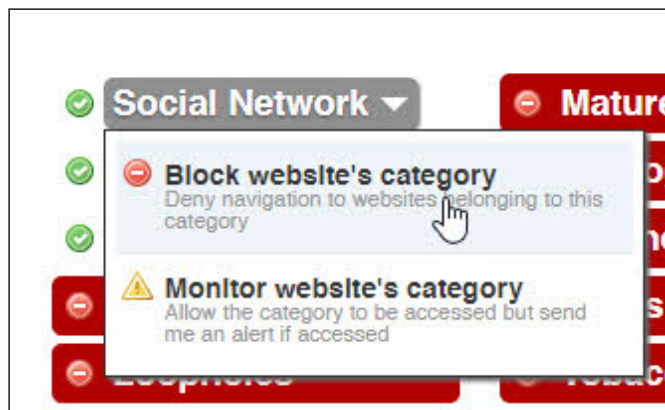 Social Network
Mature
Block website's category
Deny navigation to websites belonging to this
category
Monitor website's category
Allow the category to be accessed but send
me an alert if accessed